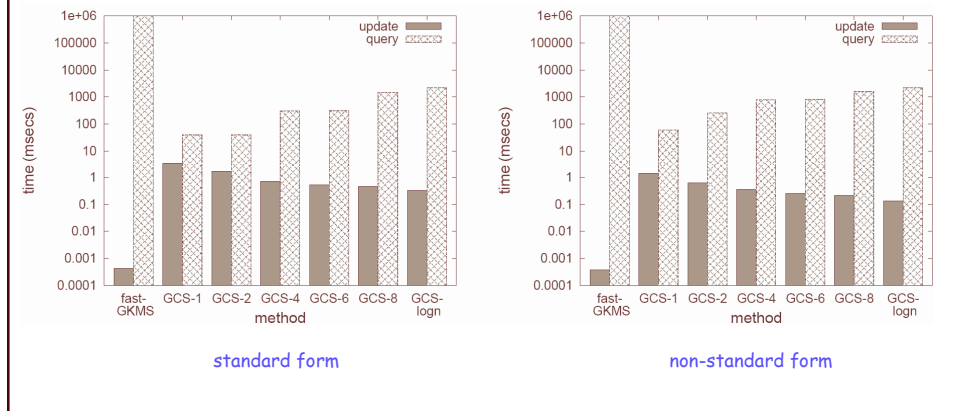 1e+06
100000
10000
1000
100
10
1
0.1
0.01
0.001
0.0001
time (msecs)
update
query
fast-
GKMS
GCS-1
GCS-2
GCS-4
GCS-6
GCS-8
GCS-
logn
method
standard form
1e+06
100000
10000
1000
100
10
1
0.1
0.01
0.001
0.0001
time (msecs)
update
query
fast-
GKMS
GCS-1
GCS-2
GCS-4
GCS-6
GCS-8
GCS-
logn
method
non-standard form